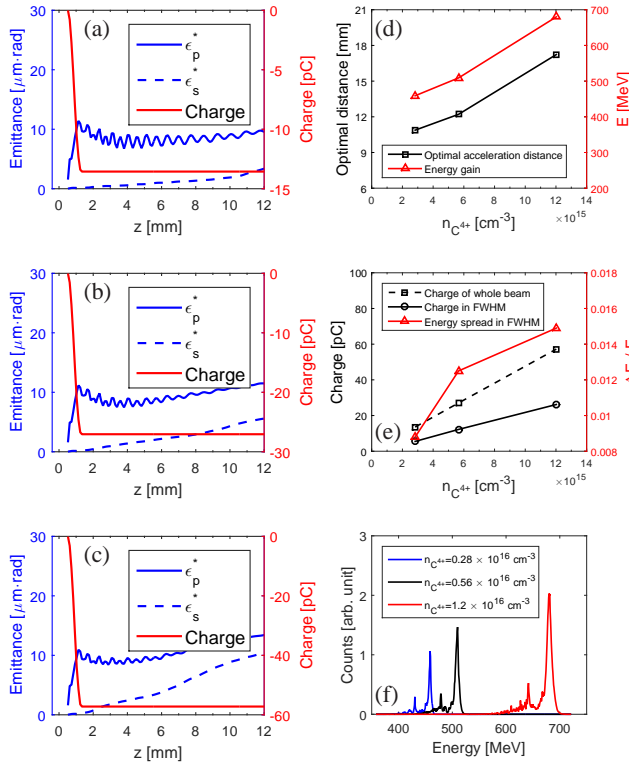 (a)
Emittance [μm·rad]
30
20
10
0
ϵ*p
ϵ*s
Charge
0
-5
-10
-15
Charge [pC]
0 2 4 6 8 10 12
z [mm]
(d)
Optimal distance [mm]
21
18
15
12
9
6
Optimal acceleration distance
Energy gain
700
600
500
400
300
200
E [MeV]
0 2 4 6 8 10 12 14
n_C4+ [cm-3]
×10^15
(b)
Emittance [μm·rad]
30
20
10
0
ϵ*p
ϵ*s
Charge
0
-10
-20
-30
Charge [pC]
0 2 4 6 8 10 12
z [mm]
(e)
Charge [pC]
100
80
60
40
20
0
Charge of whole beam
Charge in FWHM
Energy spread in FWHM
0.018
0.016
0.014
0.012
0.01
0.008
0 2 4 6 8 10 12 14
n_C4+ [cm-3]
×10^15
(c)
Emittance [μm·rad]
30
20
10
0
ϵ*p
ϵ*s
Charge
0
-20
-40
-60
Charge [pC]
0 2 4 6 8 10 12
z [mm]
(f)
Counts [arb. unit]
3
2
1
0
n_C4+=0.28 × 10^16 cm-3
n_C4+=0.56 × 10^16 cm-3
n_C4+=1.2 × 10^16 cm-3
400 500 600 700
Energy [MeV]